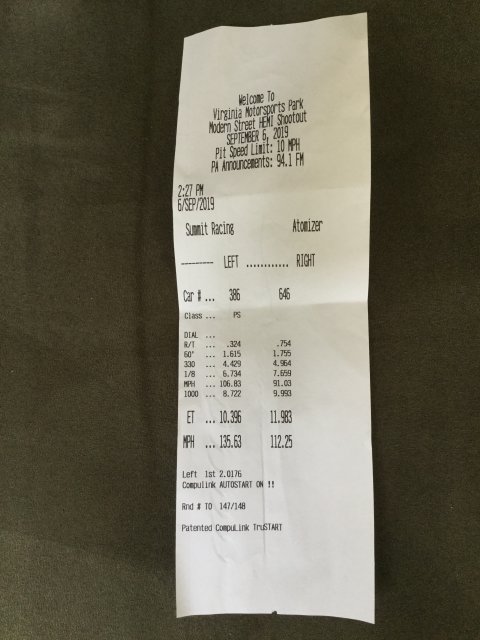 Welcome To
Virginia Motorsports Park
Modern Street HEMI Shootout
SEPTEMBER 6, 2019
Pit Speed Limit: 10 MPH
PA Announcements: 94.1 FM
2:27 PM
6/SEP/2019
Summit Racing Atomizer
--------- LEFT ............ RIGHT
Car # ... 386 646
Class ... PS
DIAL ...
R/T ... .324 .754
60' ... 1.615 1.755
330 ... 4.429 4.964
1/8 ... 6.734 7.659
MPH ... 106.83 91.03
1000 ... 8.722 9.993
ET ... 10.396 11.983
MPH ... 135.63 112.25
Left 1st 2.0176
Compulink AUTOSTART ON !!
Rnd # TO 147/148
Patented CompuLink TruSTART